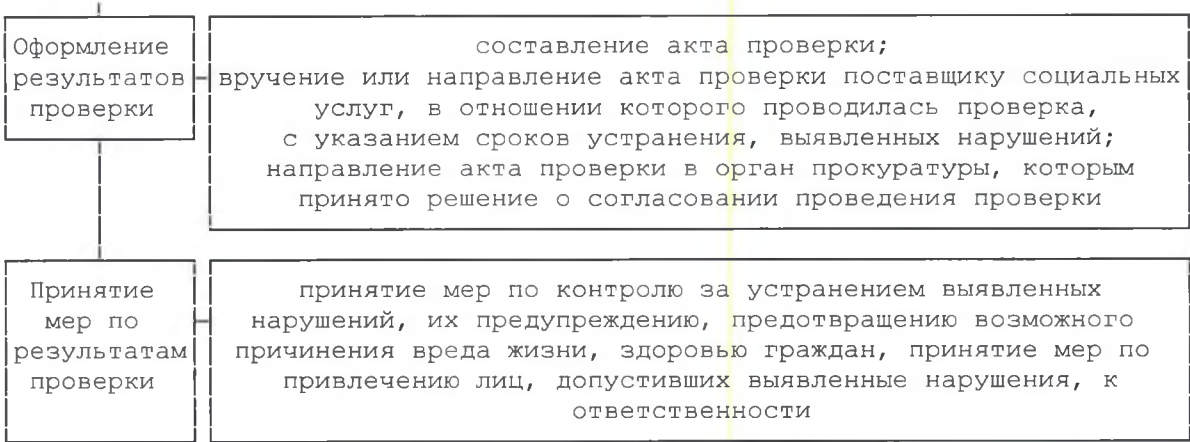 Оформление
результатов
проверки
составление акта проверки;
вручение или направление акта проверки поставщику социальных
услуг, в отношении которого проводилась проверка,
с указанием сроков устранения, выявленных нарушений;
направление акта проверки в орган прокуратуры, которым
принято решение о согласовании проведения проверки
Принятие
мер по
результатам
проверки
принятие мер по контролю за устранением выявленных
нарушений, их предупреждению, предотвращению возможного
причинения вреда жизни, здоровью граждан, принятие мер по
привлечению лиц, допустивших выявленные нарушения, к
ответственности